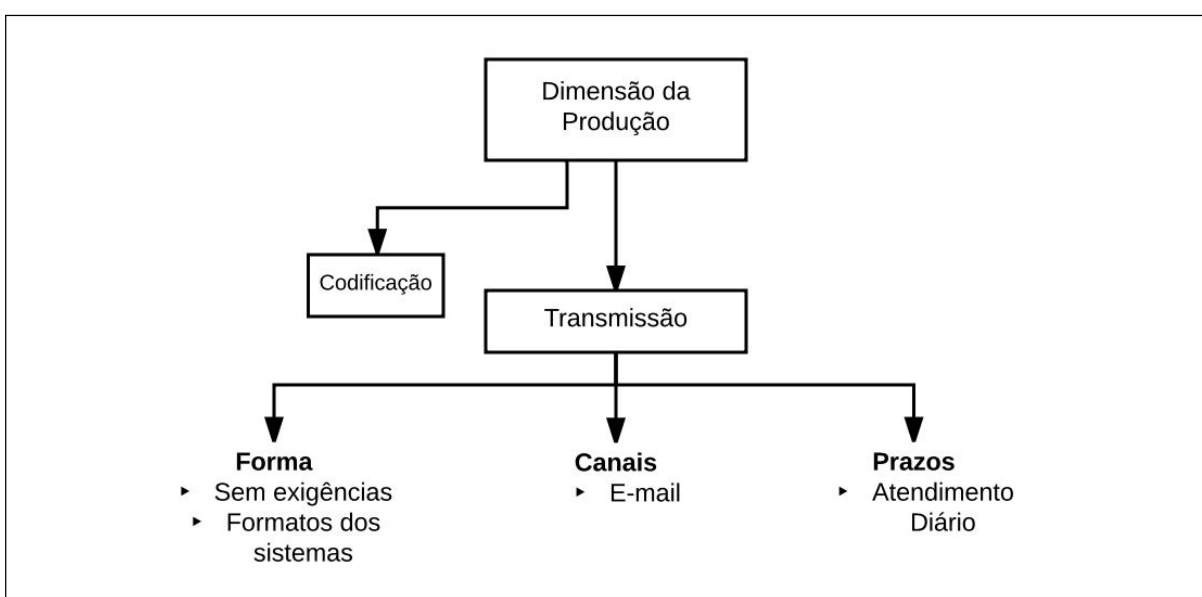 Dimensão da
Produção
Codificação
Transmissão
Forma
‣ Sem exigências
‣ Formatos dos
sistemas
Canais
‣ E-mail
Prazos
‣ Atendimento
Diário